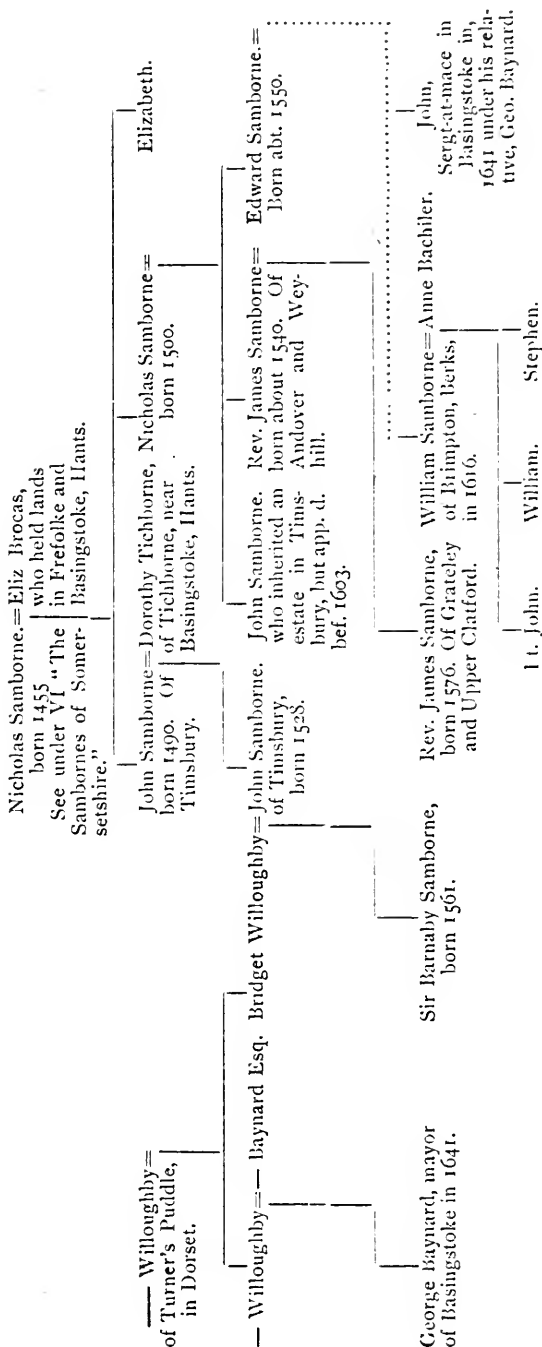 Nicholas Samborne.=Eliz Brocas,
born 1455 who held lands
See under VI "The in Frefolke and
Sambornes of Somer- Basingstoke, Hants.
setshire."
— Willoughby=
of Turner's Puddle,
in Dorset.
John Samborne=Dorothy Tichborne,
born 1490. Of of Tichborne, near
Timsbury. Basingstoke, Hants.
Nicholas Samborne=
born 1500.
Elizabeth.
— Willoughby=— Baynard Esq.
Bridget Willoughby=John Samborne.
of Timsbury,
born 1528.
John Samborne.
who inherited an
estate in Tims-
bury, but app. d.
bef. 1603.
Rev. James Samborne=
born about 1540. Of
Andover and Wey-
hill.
Edward Samborne.=
Born abt. 1550.
George Baynard, mayor
of Basingstoke in 1641.
Sir Barnaby Samborne,
born 1561.
Rev. James Samborne,
born 1576. Of Grateley
and Upper Clatford.
William Samborne=Anne Bachiler.
of Brimpton, Berks,
in 1616.
John,
Sergt-at-mace in
Basingstoke in,
1641 under his rela-
tive, Geo. Baynard.
Lt. John. William. Stephen.